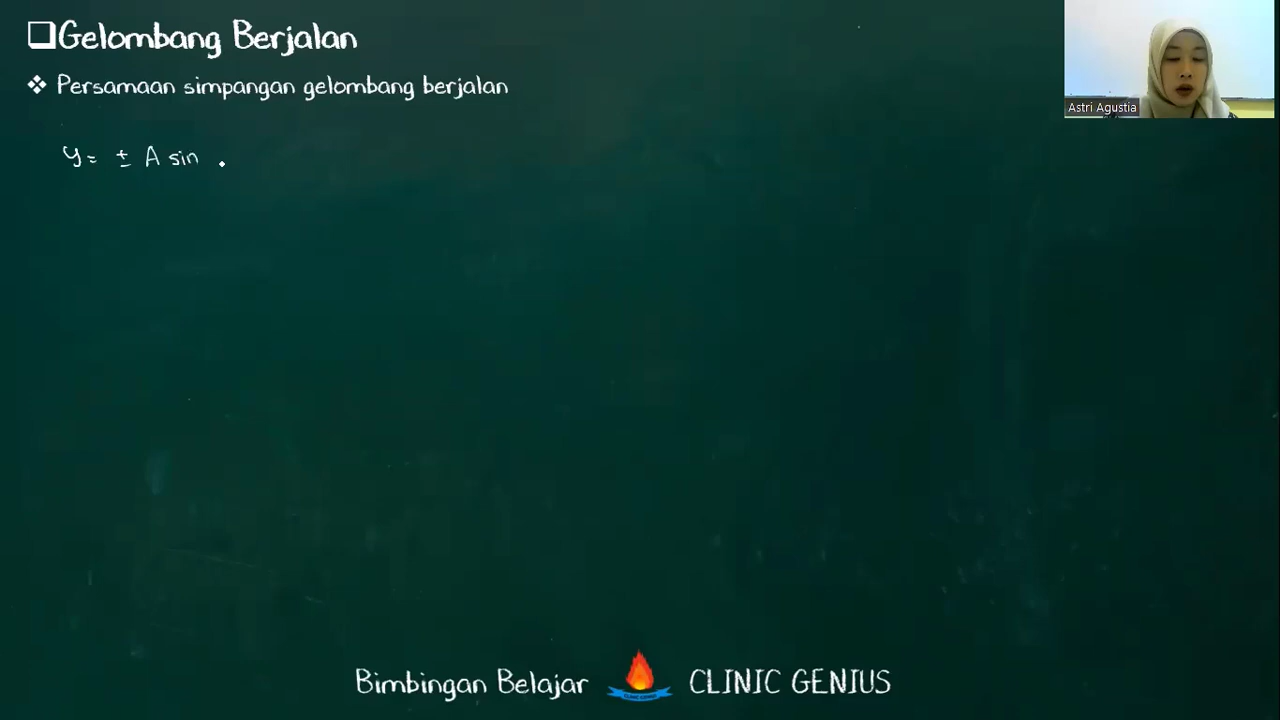 Gelombang Berjalan
Persamaan simpangan gelombang berjalan
y = ± A sin
Astri Agustia
Bimbingan Belajar CLINIC GENIUS